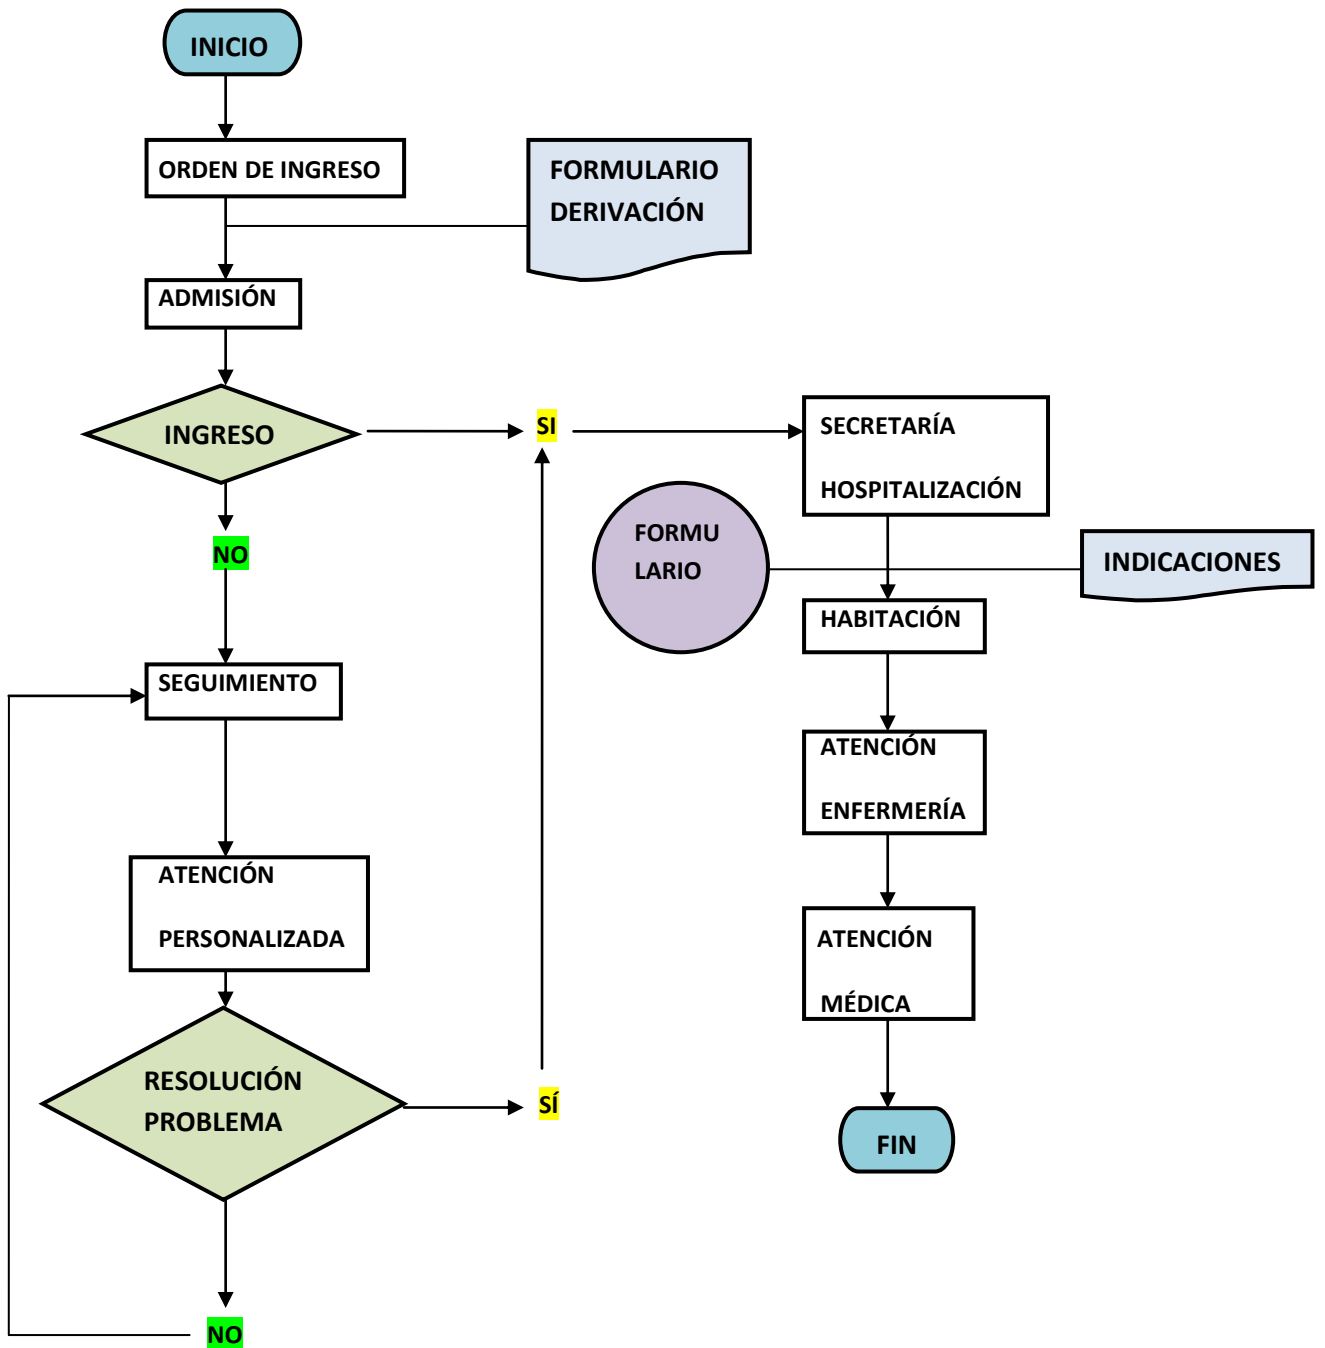 INICIO
ORDEN DE INGRESO
FORMULARIO
DERIVACIÓN
ADMISIÓN
INGRESO
SI
SECRETARÍA
HOSPITALIZACIÓN
FORMU
LARIO
INDICACIONES
NO
HABITACIÓN
SEGUIMIENTO
ATENCIÓN
ENFERMERÍA
ATENCIÓN
PERSONALIZADA
ATENCIÓN
MÉDICA
RESOLUCIÓN
PROBLEMA
SÍ
FIN
NO